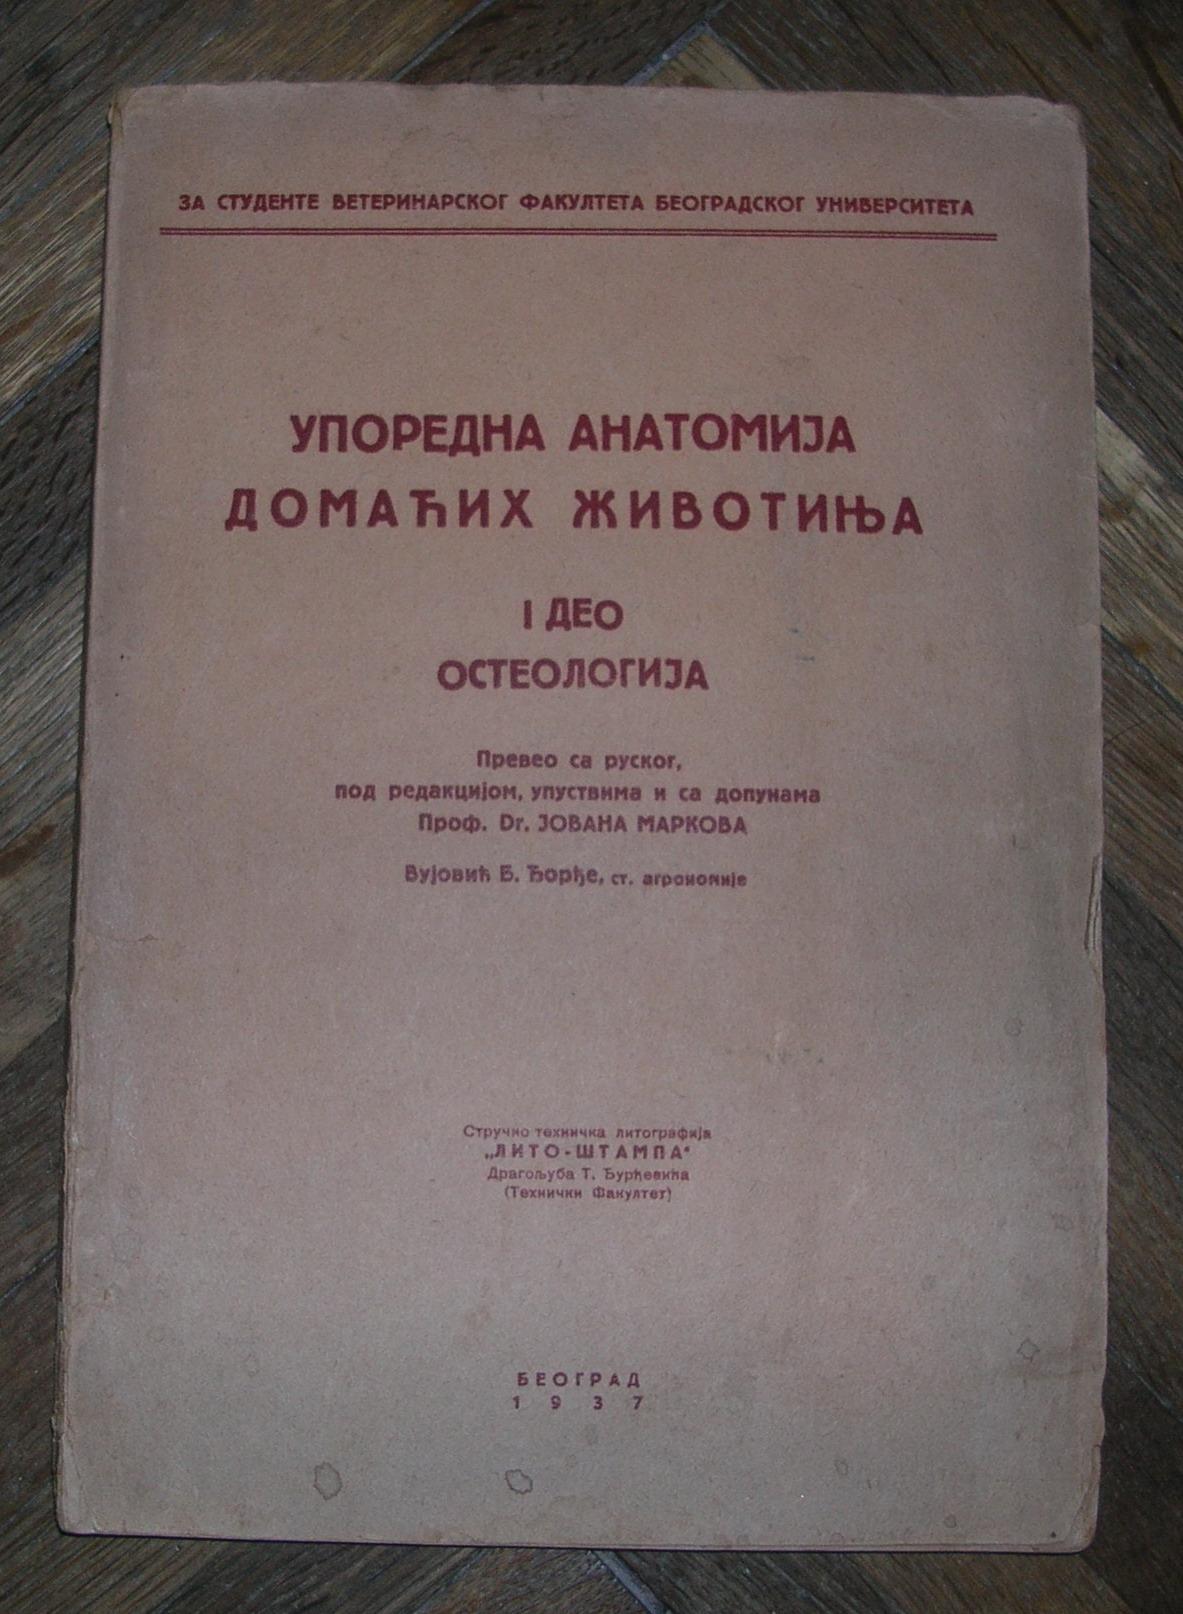 ЗА СТУДЕНТЕ ВЕТЕРИНАРСКОГ ФАКУЛТЕТА БЕОГРАДСКОГ УНИВЕРСИТЕТА
УПОРЕДНА АНАТОМИЈА
ДОМАЋИХ ЖИВОТИЊА
I ДЕО
ОСТЕОЛОГИЈА
Превео са руског,
под редакцијом, упуствима и са допунама
Проф. Dr. ЈОВАНА МАРКОВА
Вујовић Б. Ђорђе, ст. агрономије
Стручно техничка литографија
„ЛИТО-ШТАМПА“
Драгољуба Т. Ђурћевића
(Технички Факултет)
БЕОГРАД
1937